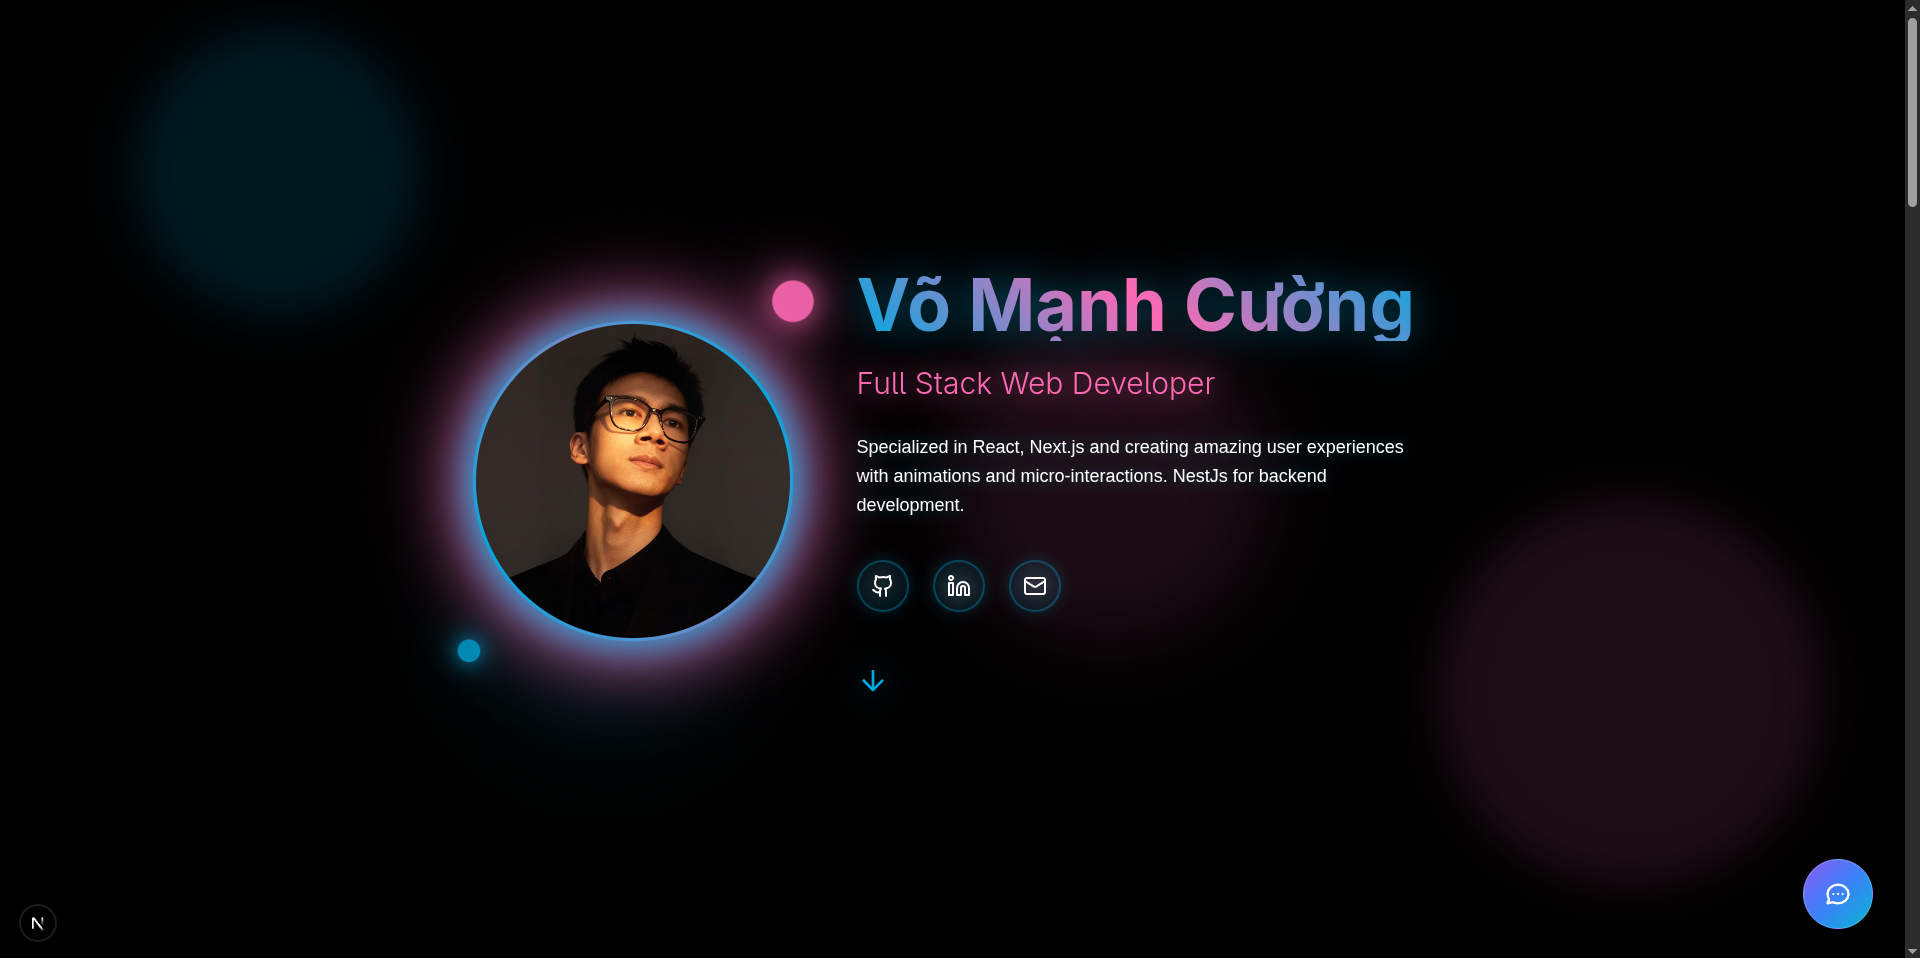 Võ Mạnh Cường
Full Stack Web Developer
Specialized in React, Next.js and creating amazing user experiences
with animations and micro-interactions. NestJs for backend
development.
N